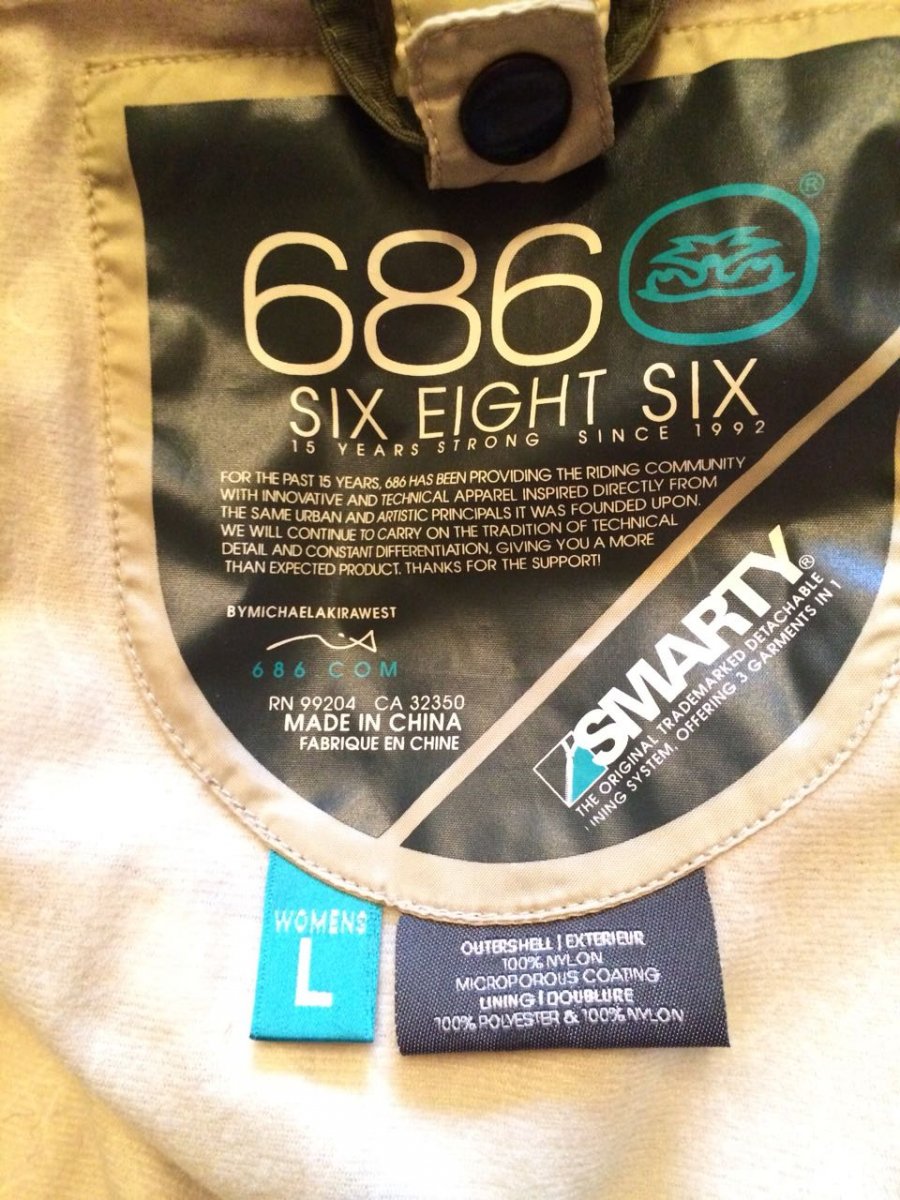 686 ®
SIX EIGHT SIX
15 YEARS STRONG SINCE 1992
FOR THE PAST 15 YEARS, 686 HAS BEEN PROVIDING THE RIDING COMMUNITY
WITH INNOVATIVE AND TECHNICAL APPAREL INSPIRED DIRECTLY FROM
THE SAME URBAN AND ARTISTIC PRINCIPALS IT WAS FOUNDED UPON.
WE WILL CONTINUE TO CARRY ON THE TRADITION OF TECHNICAL
DETAIL AND CONSTANT DIFFERENTIATION, GIVING YOU A MORE
THAN EXPECTED PRODUCT. THANKS FOR THE SUPPORT!
BYMICHAELAKIRAWEST
686.COM
RN 99204 CA 32350
MADE IN CHINA
FABRIQUE EN CHINE
SMARTY®
THE ORIGINAL TRADEMARKED DETACHABLE
LINING SYSTEM, OFFERING 3 GARMENTS IN 1
WOMENS
L
OUTERSHELL | EXTERIEUR
100% NYLON
MICROPOROUS COATING
LINING | DOUBLURE
100% POLYESTER & 100% NYLON